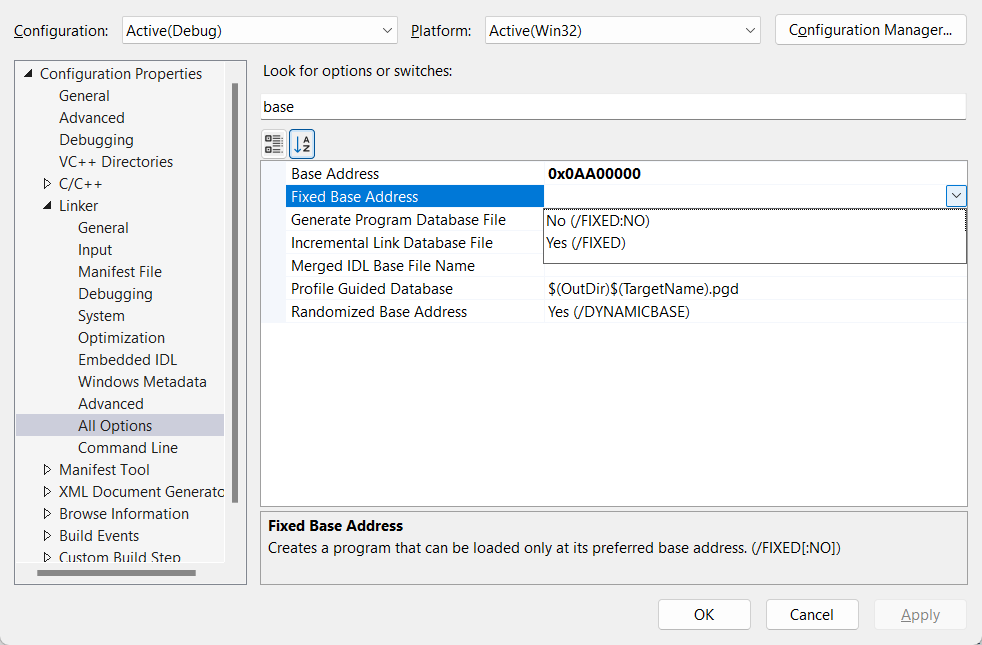 Configuration: Active(Debug) Platform: Active(Win32) Configuration Manager...
Configuration Properties
General
Advanced
Debugging
VC++ Directories
C/C++
Linker
General
Input
Manifest File
Debugging
System
Optimization
Embedded IDL
Windows Metadata
Advanced
All Options
Command Line
Manifest Tool
XML Document Generato
Browse Information
Build Events
Custom Build Step
Look for options or switches:
base
Base Address 0x0AA00000
Fixed Base Address
No (/FIXED:NO)
Yes (/FIXED)
Generate Program Database File
Incremental Link Database File
Merged IDL Base File Name
Profile Guided Database $(OutDir)$(TargetName).pgd
Randomized Base Address Yes (/DYNAMICBASE)
Fixed Base Address
Creates a program that can be loaded only at its preferred base address. (/FIXED[:NO])
OK Cancel Apply